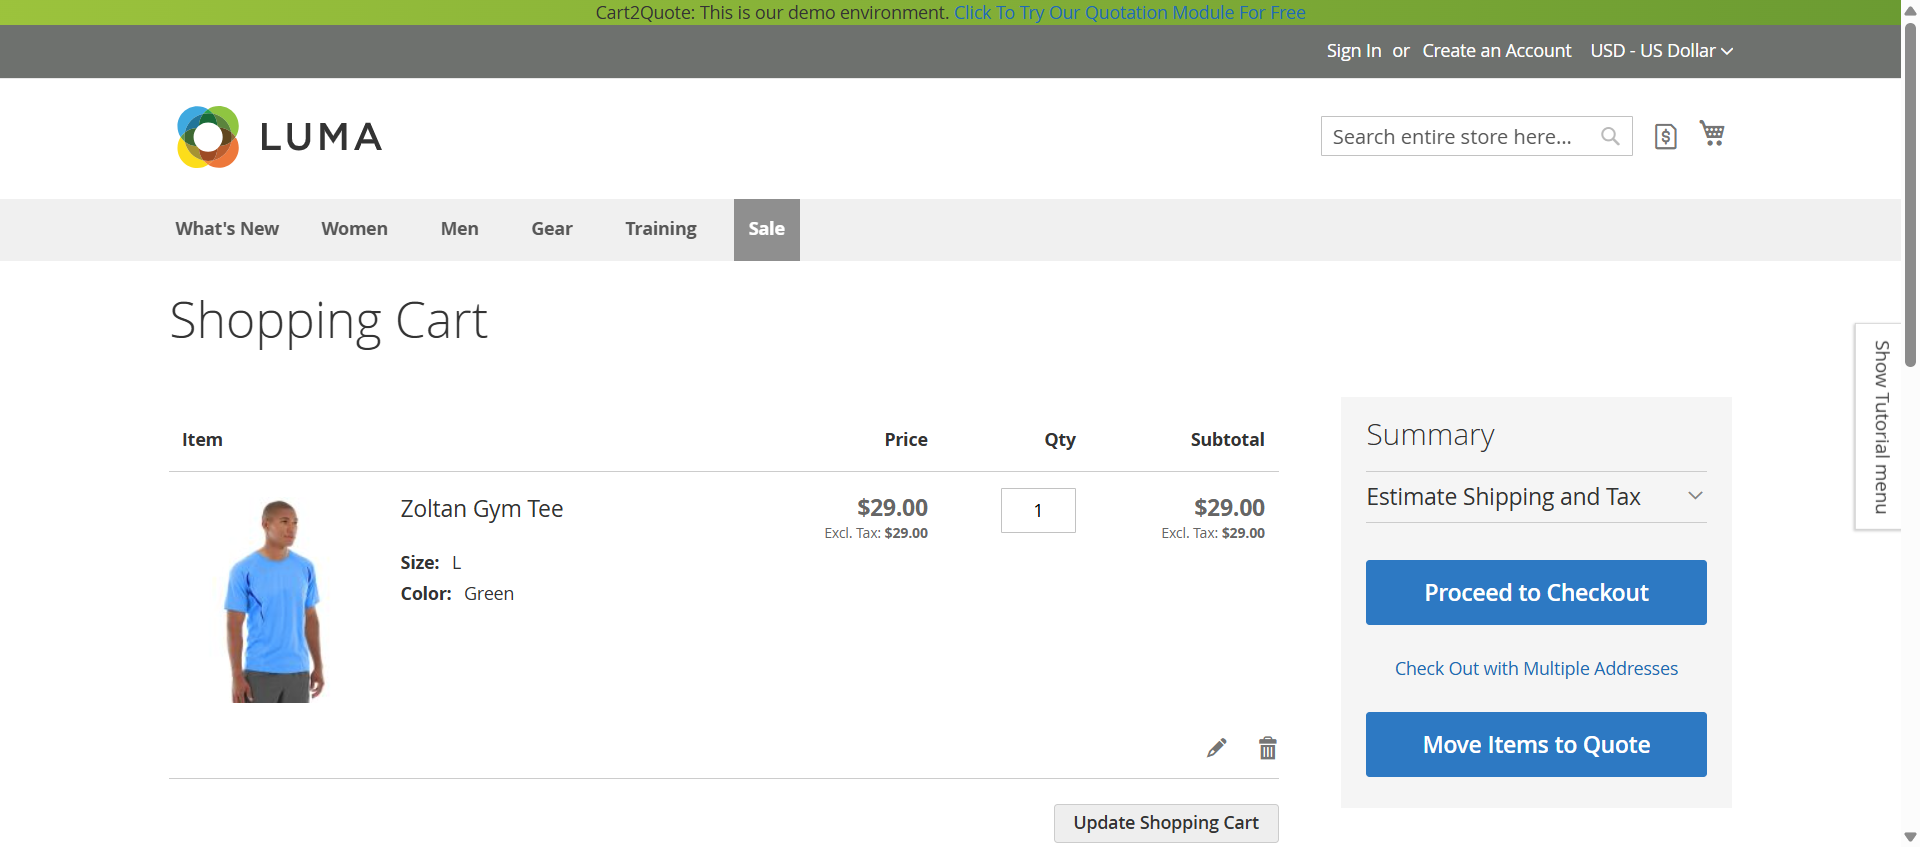 Cart2Quote: This is our demo environment. Click To Try Our Quotation Module For Free
Sign In or Create an Account USD - US Dollar
LUMA
Search entire store here...
$
What's New Women Men Gear Training Sale
Shopping Cart
Item Price Qty Subtotal
Zoltan Gym Tee $29.00 1 $29.00
Excl. Tax: $29.00 Excl. Tax: $29.00
Size: L
Color: Green
Update Shopping Cart
Summary
Estimate Shipping and Tax
Proceed to Checkout
Check Out with Multiple Addresses
Move Items to Quote
Show Tutorial menu